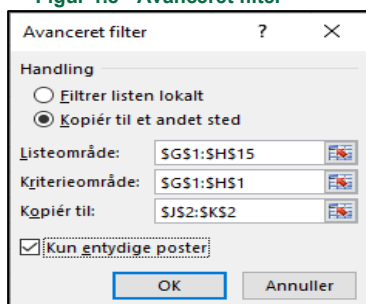 Avanceret filter ? ×
Handling
Filtrer listen lokalt
Kopiér til et andet sted
Listeområde: $G$1:$H$15
Kriterieområde: $G$1:$H$1
Kopiér til: $J$2:$K$2
Kun entydige poster
OK Annuller